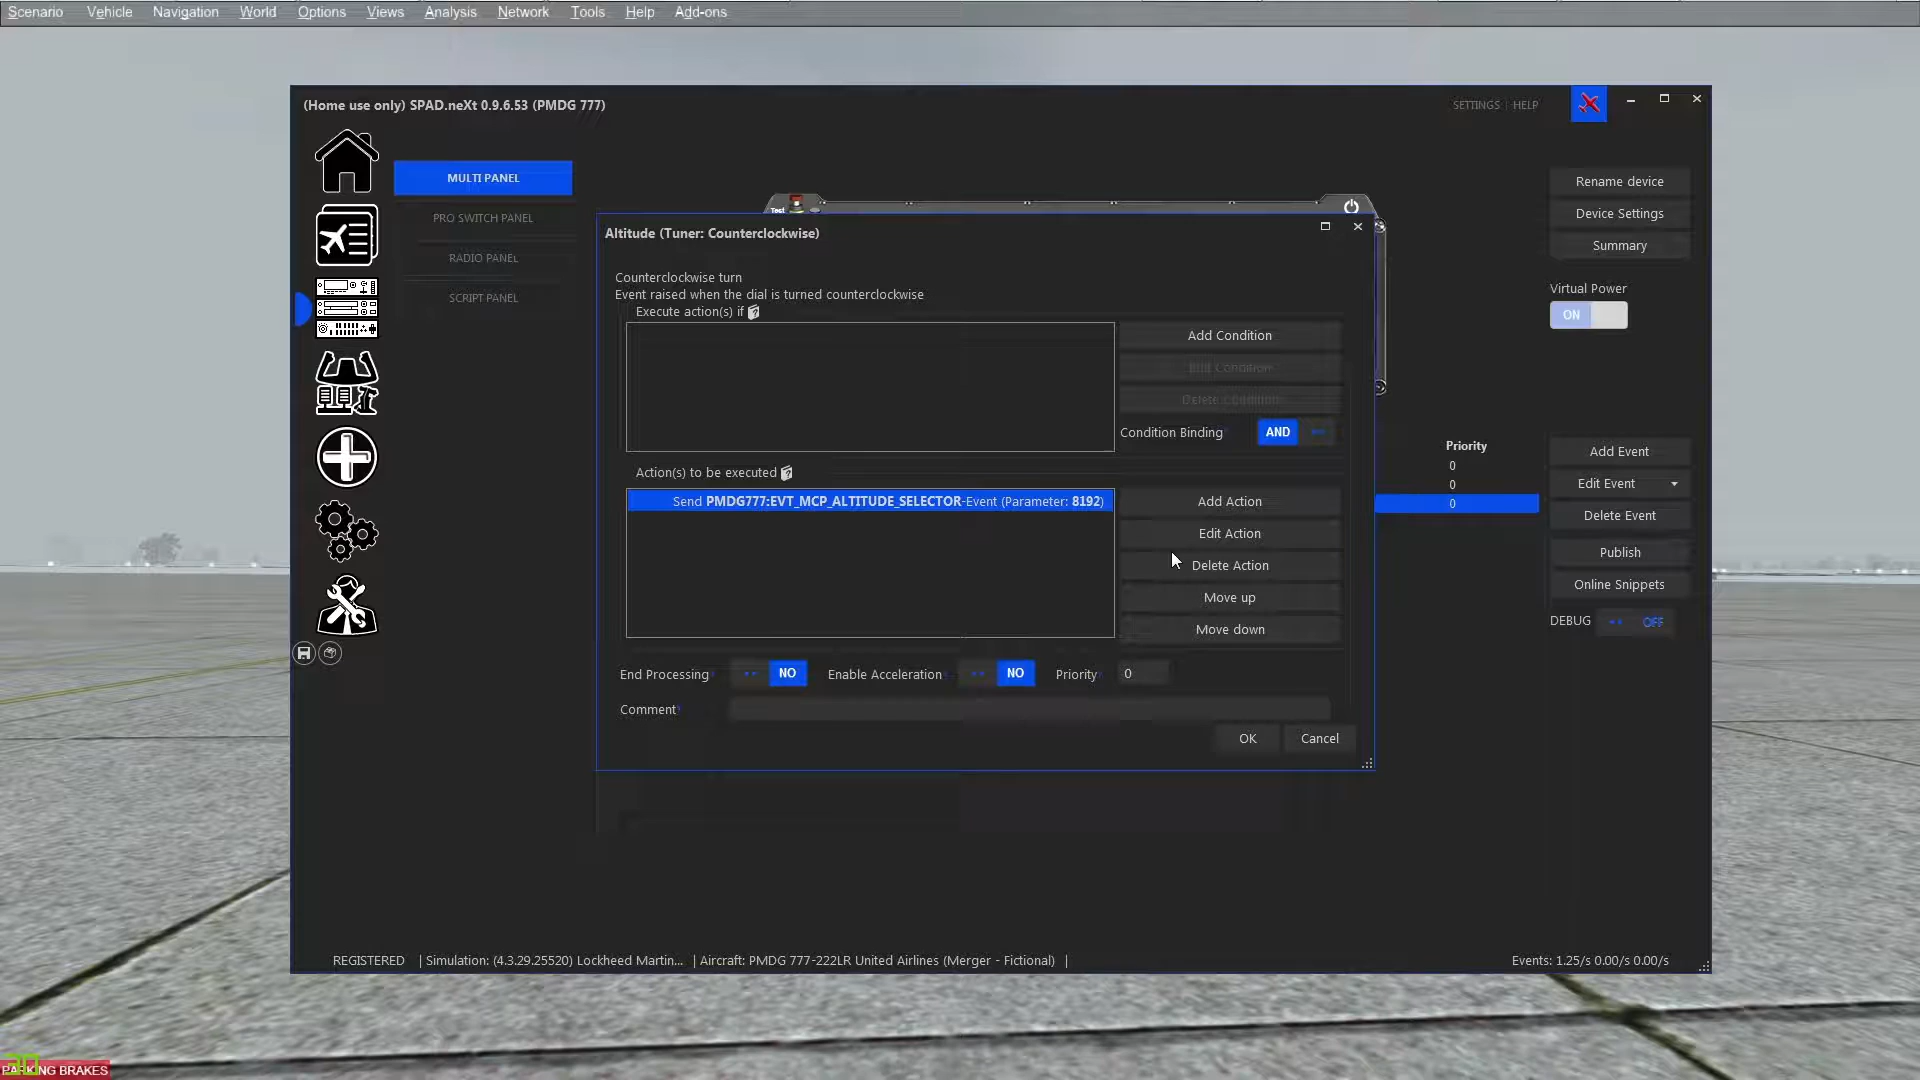 Scenario Vehicle Navigation World Options Views Analysis Network Tools Help Add-ons
(Home use only) SPAD.neXt 0.9.6.53 (PMDG 777)
SETTINGS | HELP
MULTI PANEL
PRO SWITCH PANEL
RADIO PANEL
SCRIPT PANEL
Rename device
Device Settings
Summary
Virtual Power
ON
Test
Altitude (Tuner: Counterclockwise)
Counterclockwise turn
Event raised when the dial is turned counterclockwise
Execute action(s) if
Add Condition
Edit Condition
Delete Condition
Condition Binding
AND
Action(s) to be executed
Send PMDG777:EVT_MCP_ALTITUDE_SELECTOR-Event (Parameter: 8192)
Add Action
Edit Action
Delete Action
Move up
Move down
End Processing NO Enable Acceleration NO Priority 0
Comment
OK Cancel
Priority
0
0
0
Add Event
Edit Event
Delete Event
Publish
Online Snippets
DEBUG OFF
REGISTERED | Simulation: (4.3.29.25520) Lockheed Martin... | Aircraft: PMDG 777-222LR United Airlines (Merger - Fictional) |
Events: 1.25/s 0.00/s 0.00/s
PARKING BRAKES